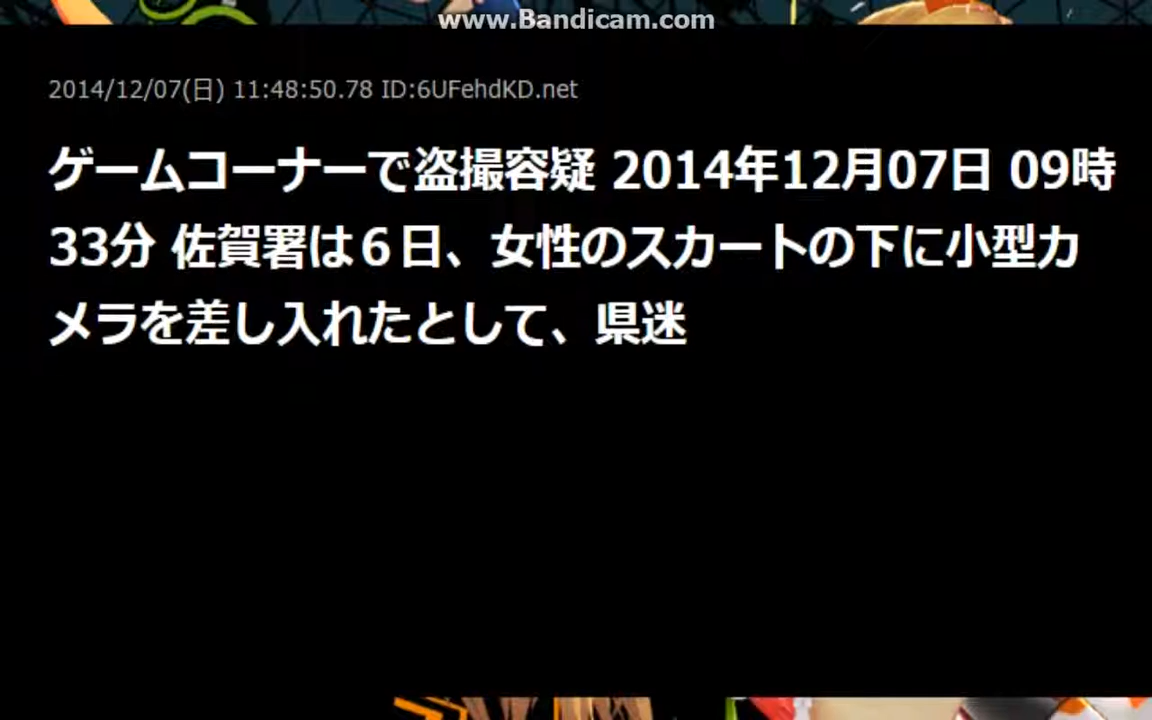 www.Bandicam.com
2014/12/07(日) 11:48:50.78 ID:6UFehdKD.net
ゲームコーナーで盗撮容疑 2014年12月07日 09時
33分 佐賀署は６日、女性のスカートの下に小型カ
メラを差し入れたとして、県迷